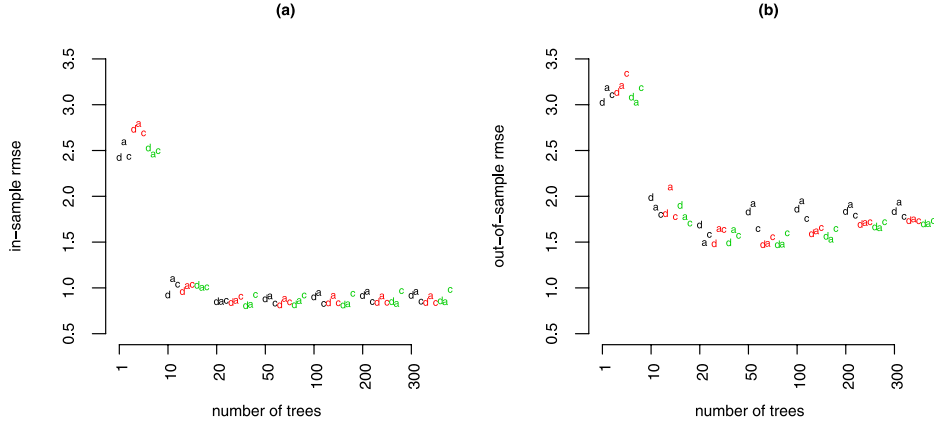 (a)
in−sample rmse
3.5
3.0
2.5
2.0
1.5
1.0
0.5
d a c d a c d a c
d a c d a c d a c
d a c d a c d a c
d a c d a c d a c
d a c d a c d a c
d a c d a c d a c
d a c d a c d a c
1 10 20 50 100 200 300
number of trees
(b)
out−of−sample rmse
3.5
3.0
2.5
2.0
1.5
1.0
0.5
d a c d a c d a c
d a c d a c d a c
d a c d a c d a c
d a c d a c d a c
d a c d a c d a c
d a c d a c d a c
d a c d a c d a c
1 10 20 50 100 200 300
number of trees